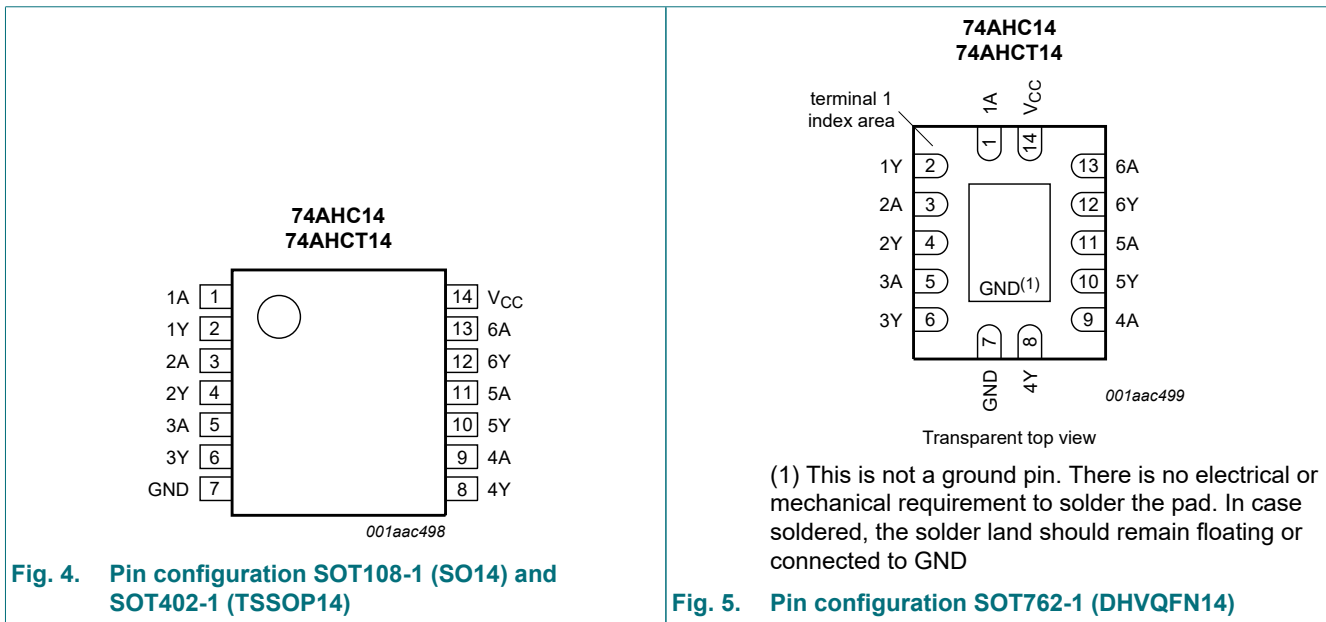 74AHC14
74AHCT14
1A 1
1Y 2
2A 3
2Y 4
3A 5
3Y 6
GND 7
14 VCC
13 6A
12 6Y
11 5A
10 5Y
9 4A
8 4Y
001aac498
Fig. 4. Pin configuration SOT108-1 (SO14) and
SOT402-1 (TSSOP14)
74AHC14
74AHCT14
terminal 1
index area
1A VCC
1 14
1Y 2
2A 3
2Y 4
3A 5
3Y 6
13 6A
12 6Y
11 5A
10 5Y
9 4A
GND(1)
7 8
GND 4Y
001aac499
Transparent top view
(1) This is not a ground pin. There is no electrical or
mechanical requirement to solder the pad. In case
soldered, the solder land should remain floating or
connected to GND
Fig. 5. Pin configuration SOT762-1 (DHVQFN14)